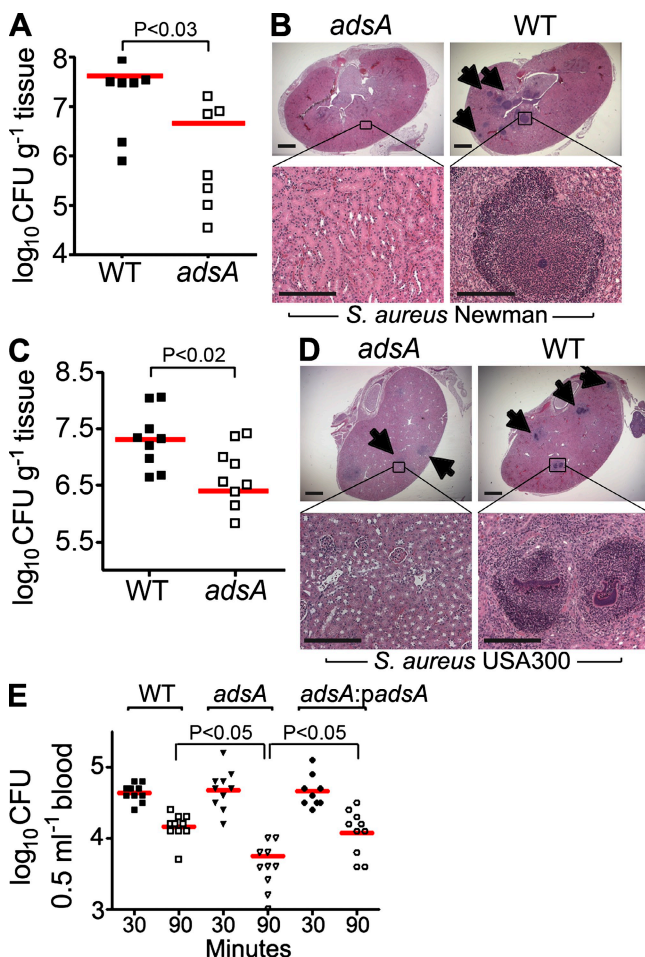 A
P<0.03
log10CFU g-1 tissue
8
7
6
5
4
WT
adsA
B
adsA
WT
S. aureus Newman
C
P<0.02
log10CFU g-1 tissue
8.5
7.5
6.5
5.5
WT
adsA
D
adsA
WT
S. aureus USA300
E
WT
adsA
adsA:padsA
P<0.05
P<0.05
log10CFU
0.5 ml-1 blood
5
4
3
30
90
30
90
30
90
Minutes